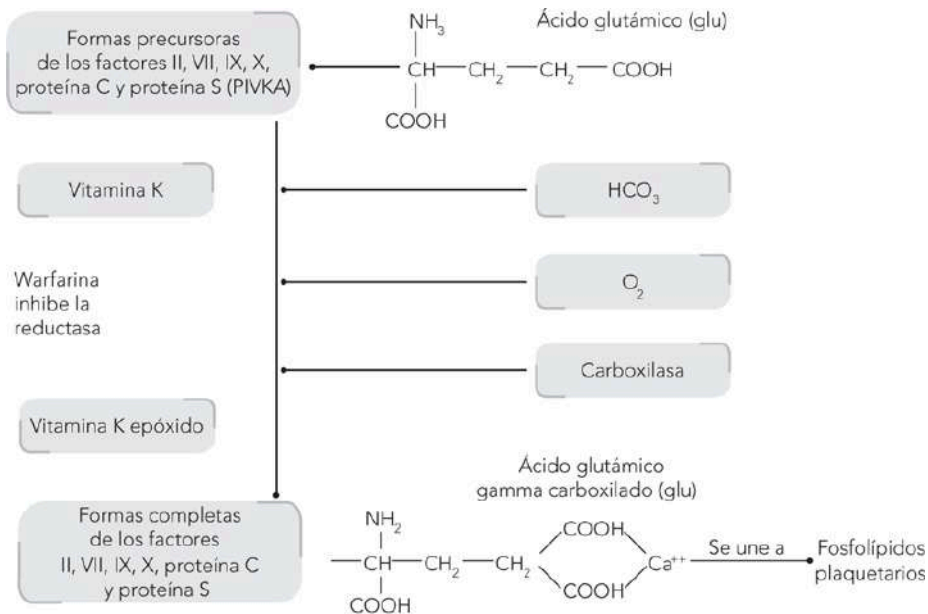 Formas precursoras
de los factores II, VII, IX, X,
proteína C y proteína S (PIVKA)
Ácido glutámico (glu)
NH₃
CH — CH₂ — CH₂ — COOH
COOH
Vitamina K
HCO₃
Warfarina
inhibe la
reductasa
O₂
Carboxilasa
Vitamina K epóxido
Ácido glutámico
gamma carboxilado (glu)
Formas completas
de los factores
II, VII, IX, X, proteína C
y proteína S
NH₂
COOH
CH — CH₂ — CH₂
Ca⁺⁺
COOH
COOH
Se une a
Fosfolípidos
plaquetarios